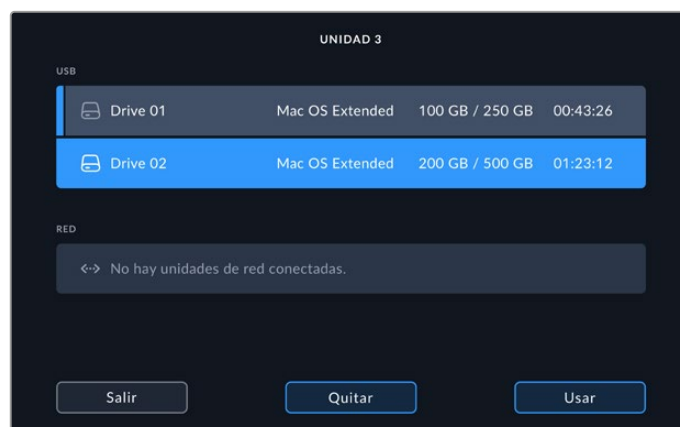 UNIDAD 3
USB
Drive 01 Mac OS Extended 100 GB / 250 GB 00:43:26
Drive 02 Mac OS Extended 200 GB / 500 GB 01:23:12
RED
No hay unidades de red conectadas.
Salir Quitar Usar